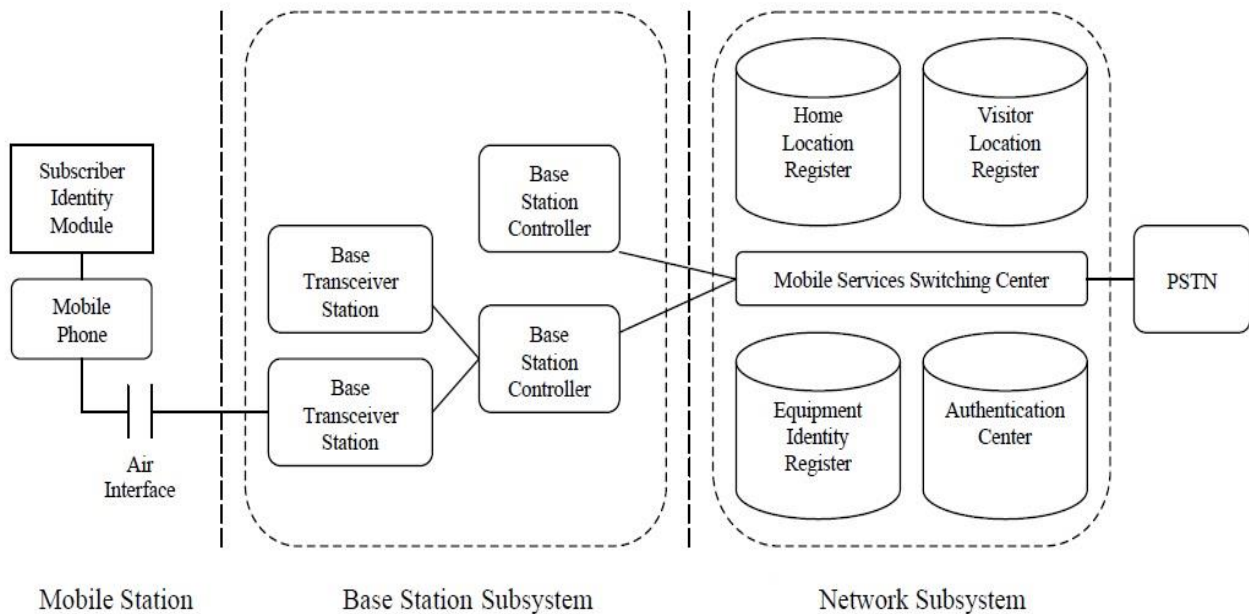 Subscriber
Identity
Module
Mobile
Phone
Air
Interface
Base
Transceiver
Station
Base
Transceiver
Station
Base
Station
Controller
Base
Station
Controller
Home
Location
Register
Visitor
Location
Register
Mobile Services Switching Center
Equipment
Identity
Register
Authentication
Center
PSTN
Mobile Station
Base Station Subsystem
Network Subsystem